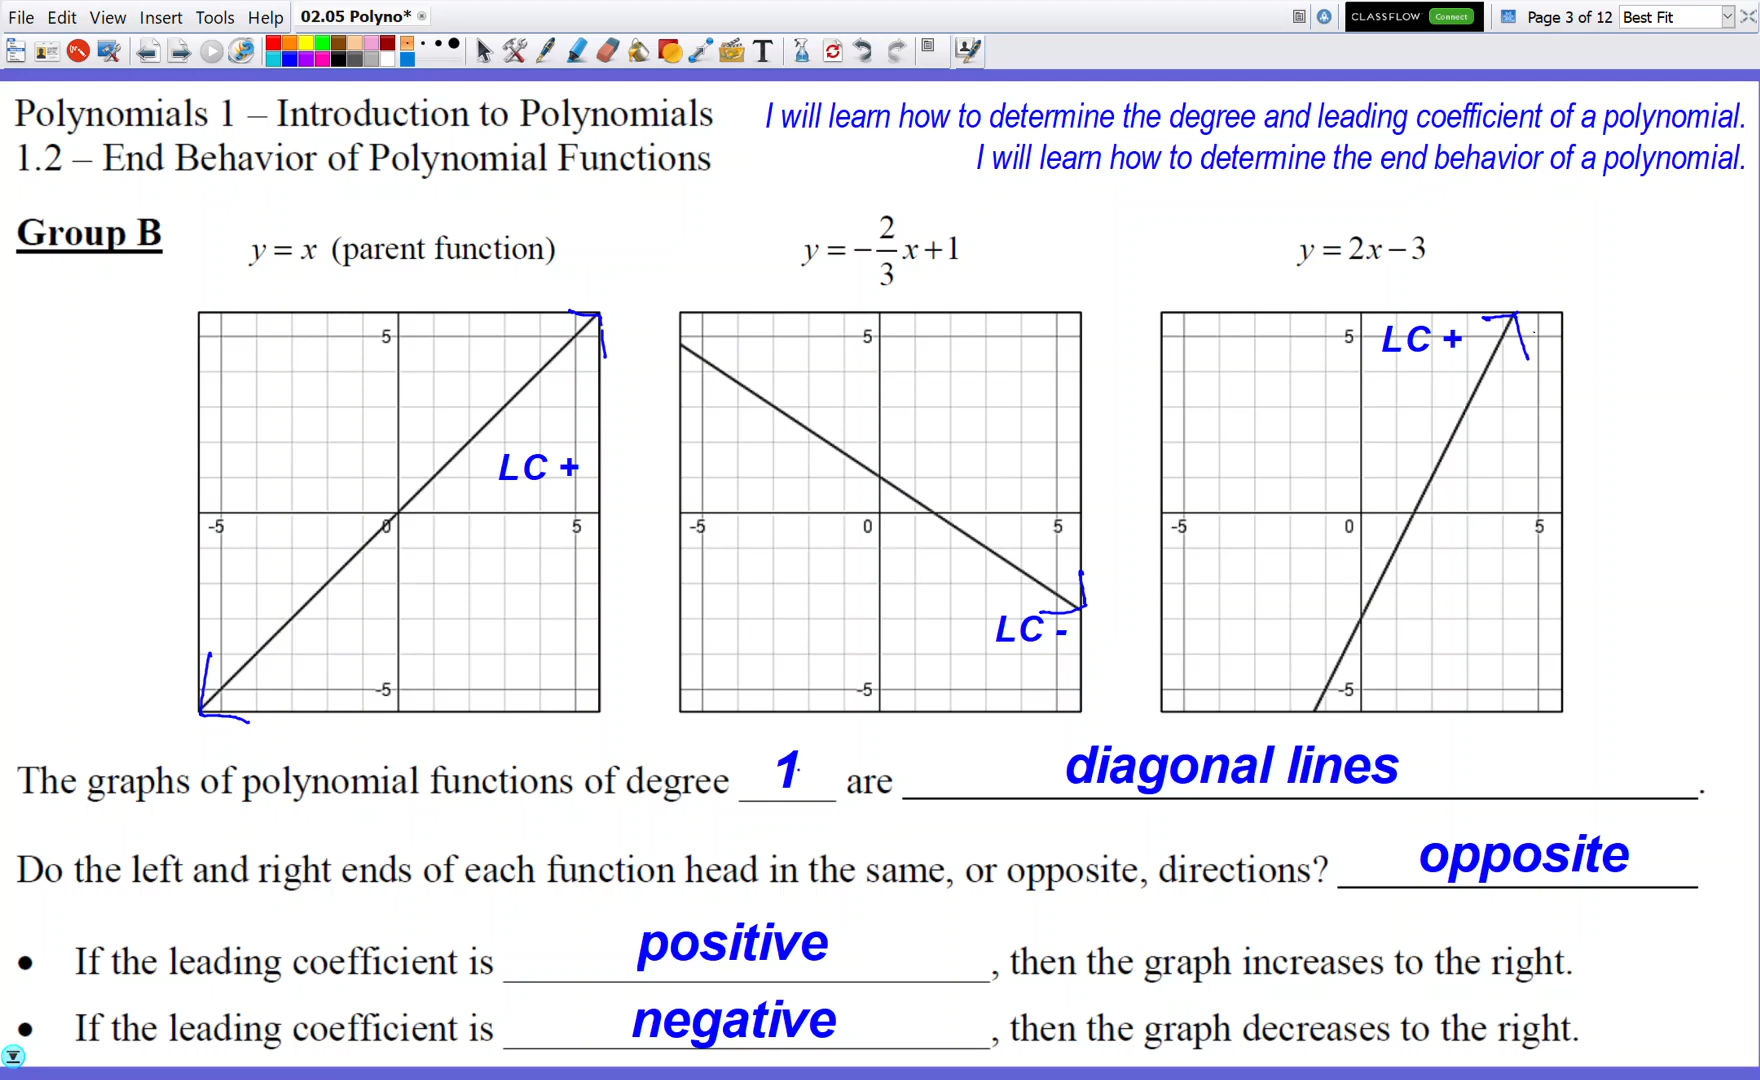 File Edit View Insert Tools Help 02.05 Polyno* CLASSFLOW Connect Page 3 of 12 Best Fit
T
Polynomials 1 – Introduction to Polynomials
I will learn how to determine the degree and leading coefficient of a polynomial.
1.2 – End Behavior of Polynomial Functions
I will learn how to determine the end behavior of a polynomial.
Group B
y = x (parent function)
y = -2/3 x + 1
y = 2x - 3
5
LC +
-5 0 5
-5
5
-5 0 5
LC -
-5
5
LC +
-5 0 5
-5
The graphs of polynomial functions of degree 1 are diagonal lines.
Do the left and right ends of each function head in the same, or opposite, directions? opposite
• If the leading coefficient is positive, then the graph increases to the right.
• If the leading coefficient is negative, then the graph decreases to the right.